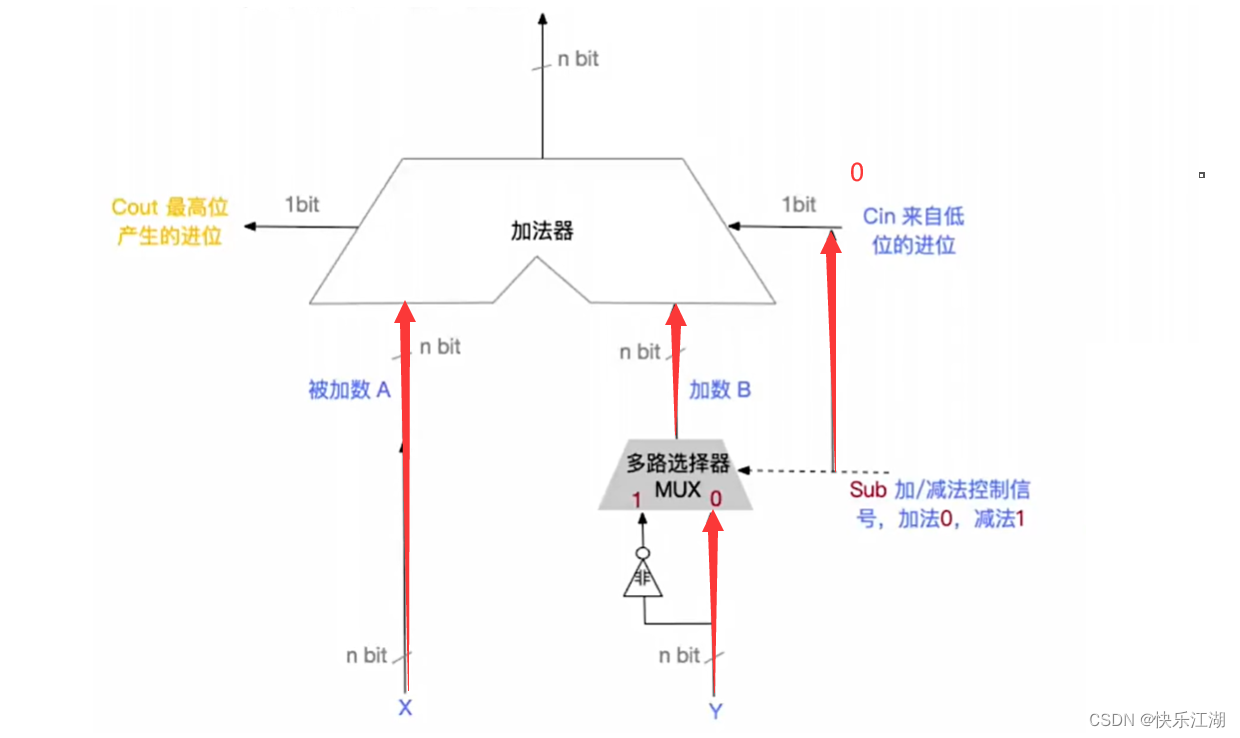 n bit
0
1bit
1bit
Cout 最高位
产生的进位
Cin 来自低
位的进位
加法器
n bit
n bit
被加数 A
加数 B
多路选择器
MUX
1
0
Sub 加/减法控制信
号，加法0，减法1
非
n bit
n bit
X
Y
CSDN @快乐江湖